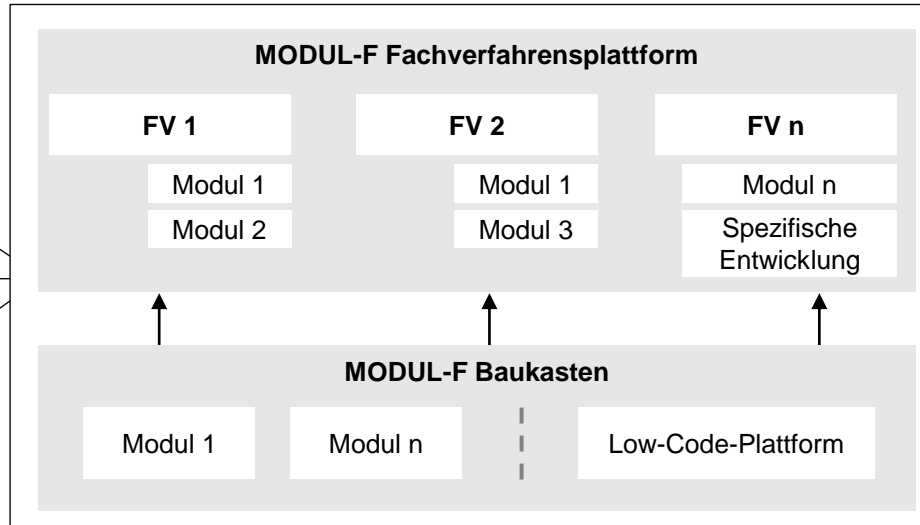 MODUL-F Fachverfahrensplattform
FV 1
FV 2
FV n
Modul 1
Modul 1
Modul n
Modul 2
Modul 3
Spezifische
Entwicklung
MODUL-F Baukasten
Modul 1
Modul n
Low-Code-Plattform